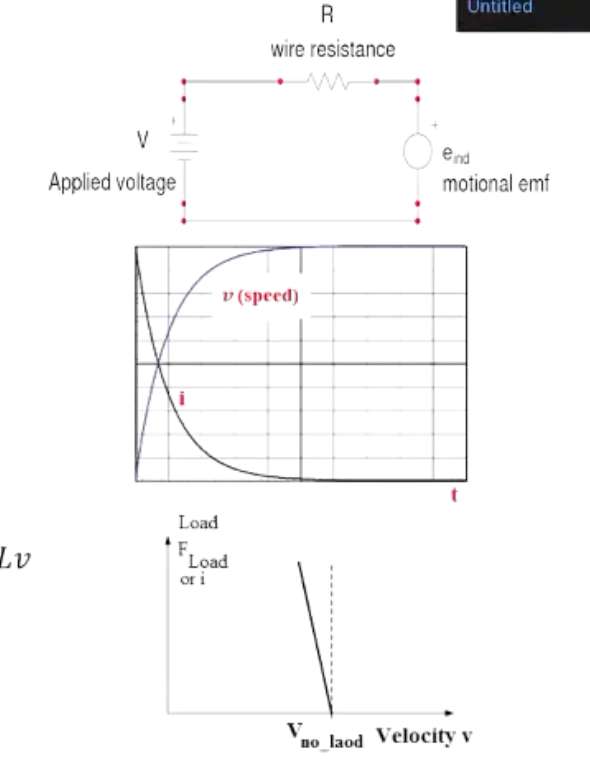 Untitled
R
wire resistance
V
+
+
Applied voltage
e_ind
motional emf
v (speed)
i
t
Lv
Load
F_Load
or i
V_no_laod Velocity v